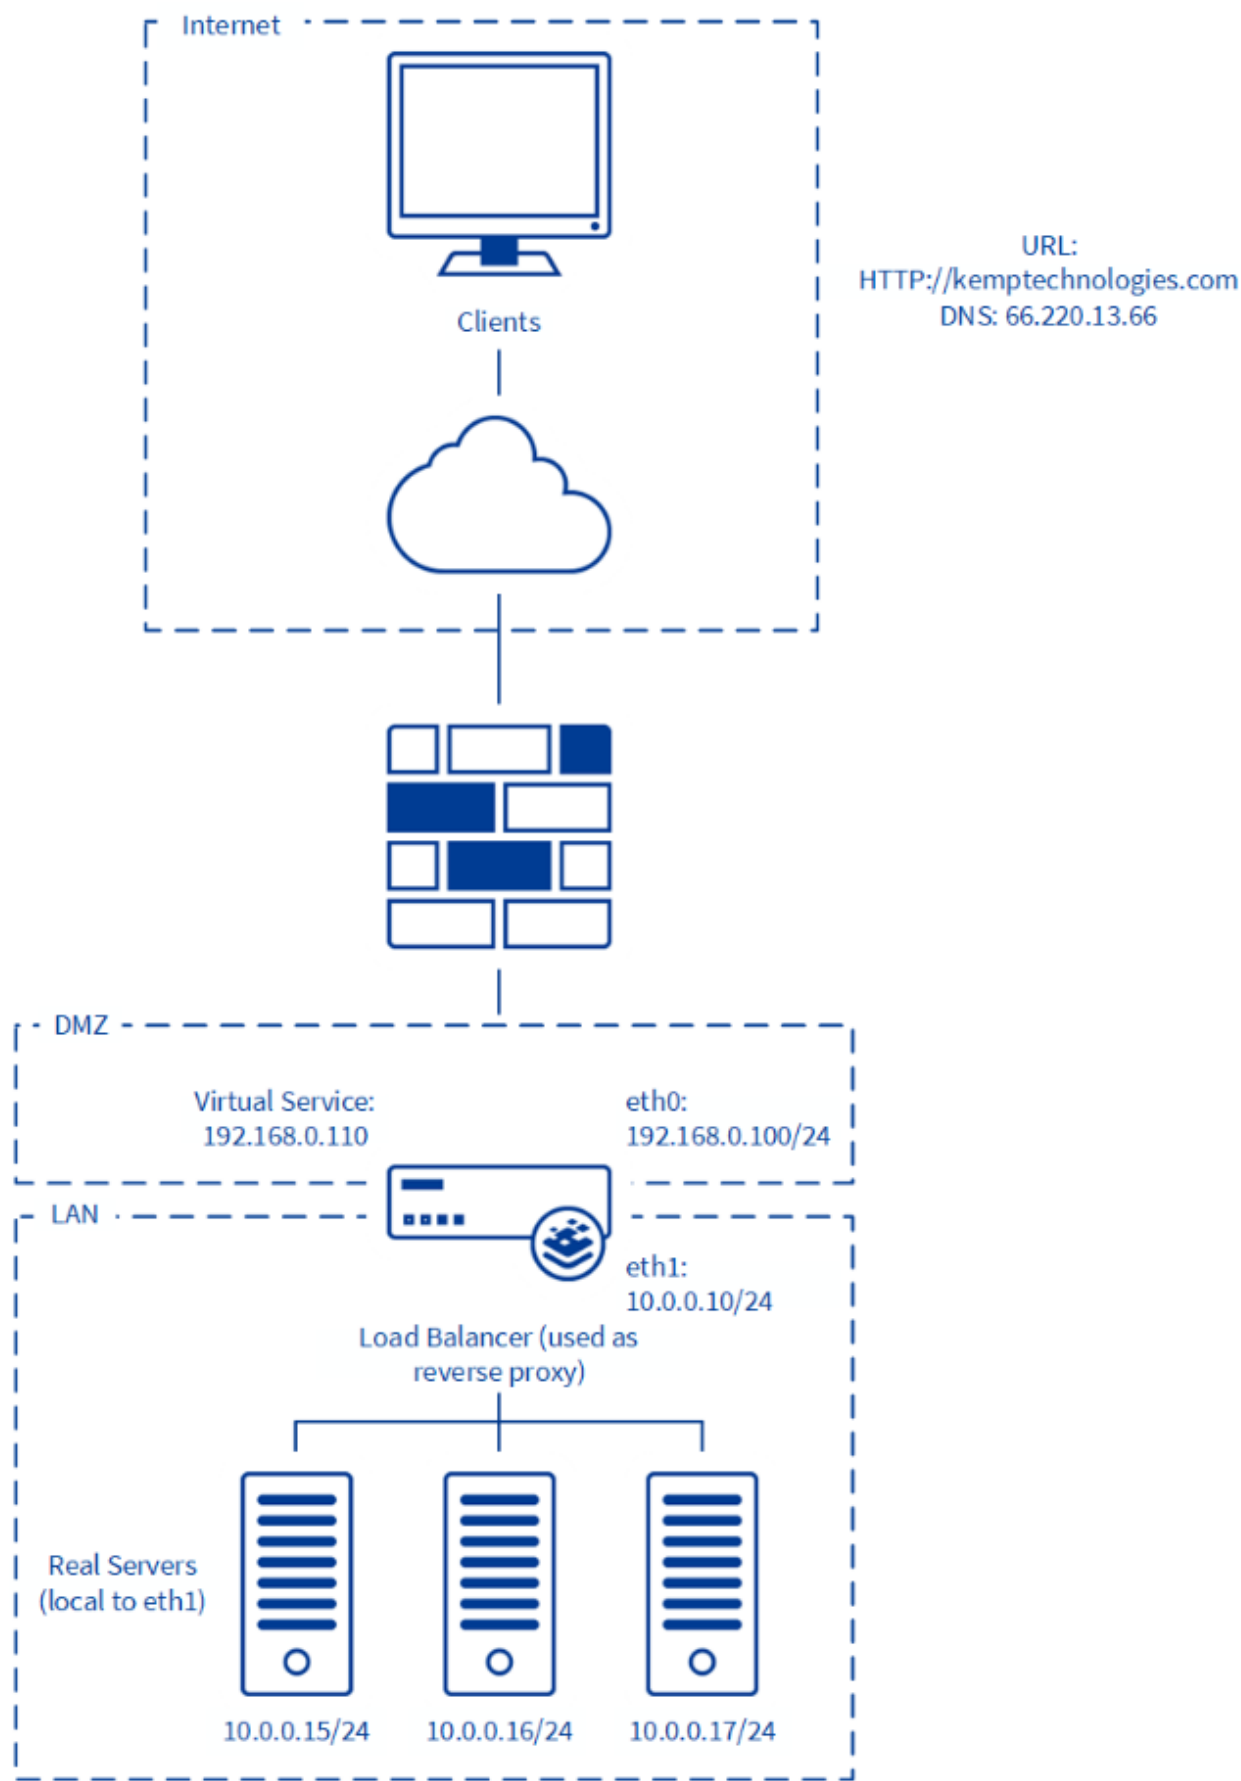 Internet
Clients
URL:
HTTP://kemptechnologies.com
DNS: 66.220.13.66
DMZ
Virtual Service:
192.168.0.110
eth0:
192.168.0.100/24
LAN
eth1:
10.0.0.10/24
Load Balancer (used as
reverse proxy)
Real Servers
(local to eth1)
10.0.0.15/24
10.0.0.16/24
10.0.0.17/24